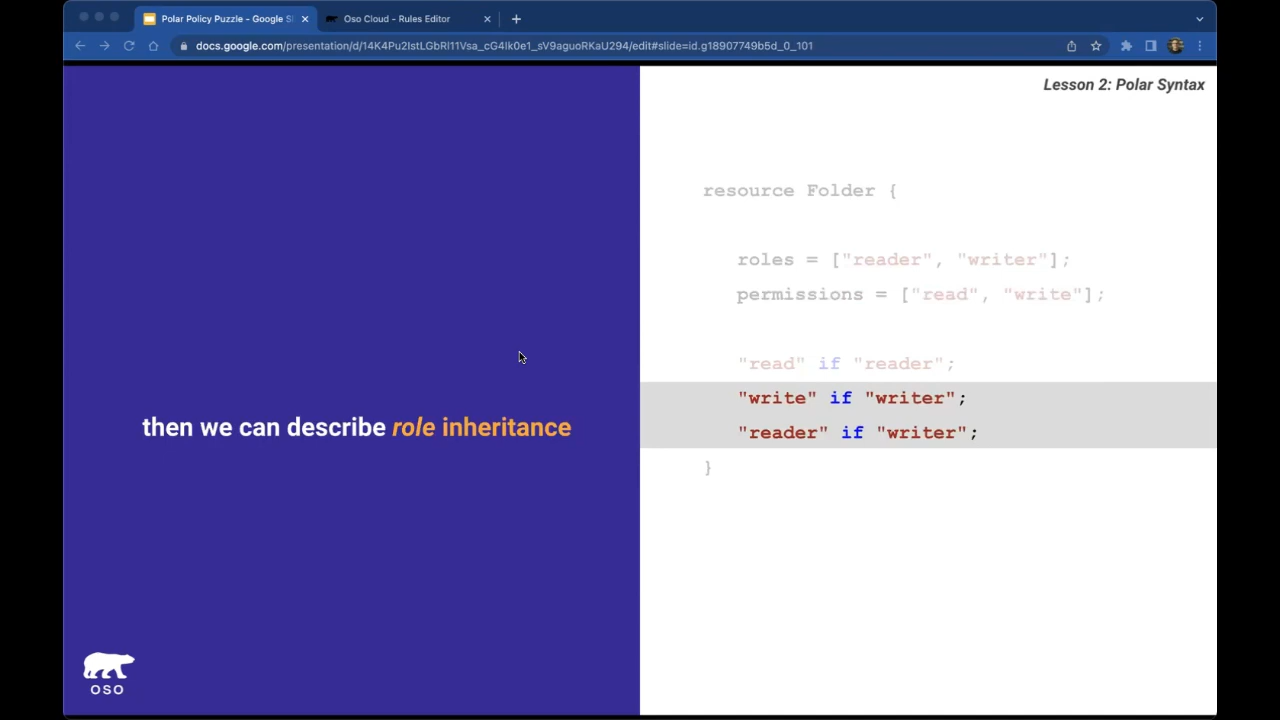 Polar Policy Puzzle - Google S
Oso Cloud - Rules Editor
docs.google.com/presentation/d/14K4Pu2IstLGbRl11Vsa_cG4Ik0e1_sV9aguoRKaU294/edit#slide=id.g18907749b5d_0_101
Lesson 2: Polar Syntax
resource Folder {
roles = ["reader", "writer"];
permissions = ["read", "write"];
"read" if "reader";
"write" if "writer";
"reader" if "writer";
}
then we can describe role inheritance
OSO